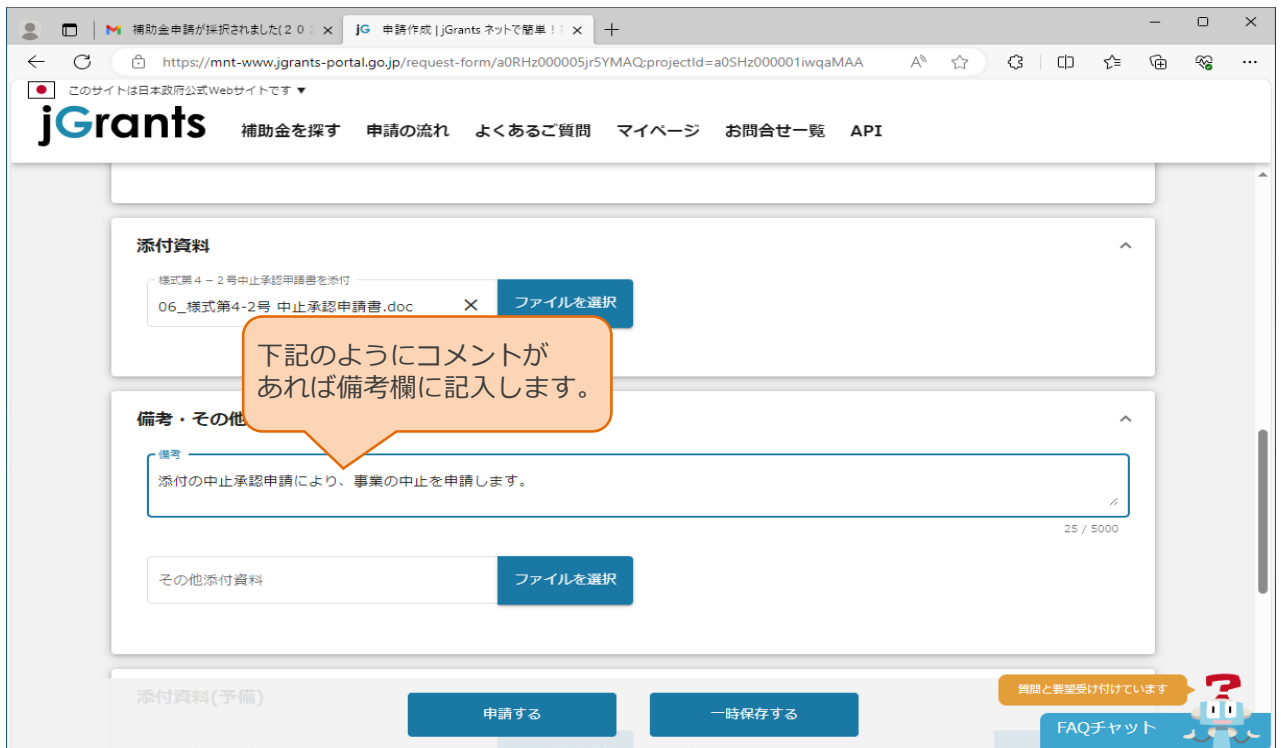 補助金申請が採択されました(２０
jG 申請作成 | jGrants ネットで簡単！
https://mnt-www.jgrants-portal.go.jp/request-form/a0RHz000005jr5YMAQ;projectId=a0SHz000001iwqaMAA
このサイトは日本政府公式Webサイトです ▼
jGrants 補助金を探す 申請の流れ よくあるご質問 マイページ お問合せ一覧 API
添付資料
様式第４－２号中止承認申請書を添付
06_様式第4-2号 中止承認申請書.doc ファイルを選択
下記のようにコメントが
あれば備考欄に記入します。
備考・その他
備考
添付の中止承認申請により、事業の中止を申請します。
25 / 5000
その他添付資料 ファイルを選択
添付資料(予備)
申請する 一時保存する
質問と要望受け付けています
FAQチャット